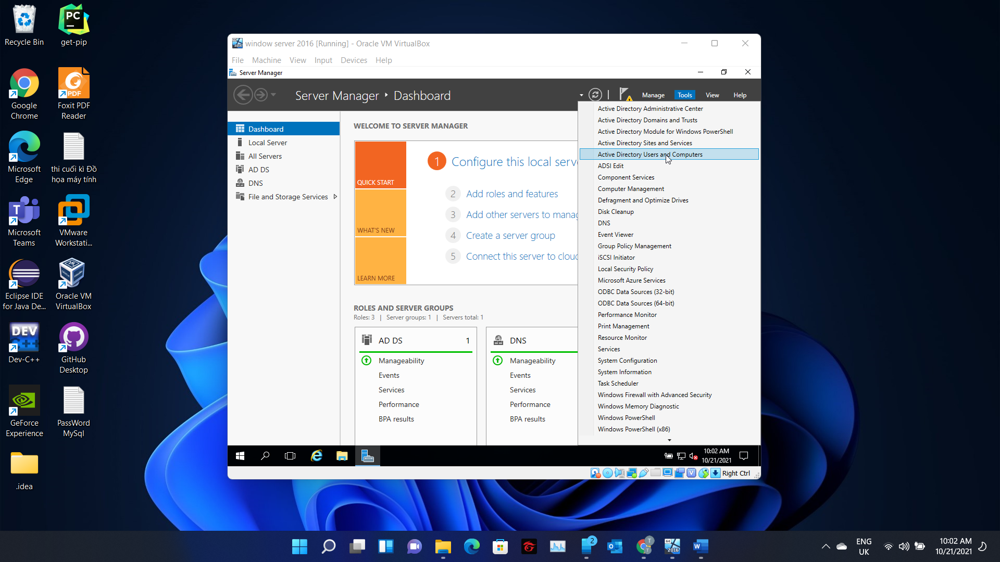 Recycle Bin
get-pip
Google
Chrome
Foxit PDF
Reader
Microsoft
Edge
thi cuối kì Đồ
họa máy tính
Microsoft
Teams
VMware
Workstati...
Eclipse IDE
for Java De...
Oracle VM
VirtualBox
Dev-C++
GitHub
Desktop
GeForce
Experience
PassWord
MySql
.idea
PC
PDF
DEV
window server 2016 [Running] - Oracle VM VirtualBox
File Machine View Input Devices Help
Server Manager
Server Manager Dashboard
Manage Tools View Help
Dashboard
Local Server
All Servers
AD DS
DNS
File and Storage Services
WELCOME TO SERVER MANAGER
QUICK START
WHAT'S NEW
LEARN MORE
1 Configure this local serv
2 Add roles and features
3 Add other servers to manag
4 Create a server group
5 Connect this server to clou
ROLES AND SERVER GROUPS
Roles: 3 | Server groups: 1 | Servers total: 1
AD DS 1
Manageability
Events
Services
Performance
BPA results
DNS
Manageability
Events
Services
Performance
BPA results
Active Directory Administrative Center
Active Directory Domains and Trusts
Active Directory Module for Windows PowerShell
Active Directory Sites and Services
Active Directory Users and Computers
ADSI Edit
Component Services
Computer Management
Defragment and Optimize Drives
Disk Cleanup
DNS
Event Viewer
Group Policy Management
iSCSI Initiator
Local Security Policy
Microsoft Azure Services
ODBC Data Sources (32-bit)
ODBC Data Sources (64-bit)
Performance Monitor
Print Management
Resource Monitor
Services
System Configuration
System Information
Task Scheduler
Windows Firewall with Advanced Security
Windows Memory Diagnostic
Windows PowerShell
Windows PowerShell (x86)
10:02 AM
10/21/2021
Right Ctrl
2
64
2016
ENG
UK
10:02 AM
10/21/2021